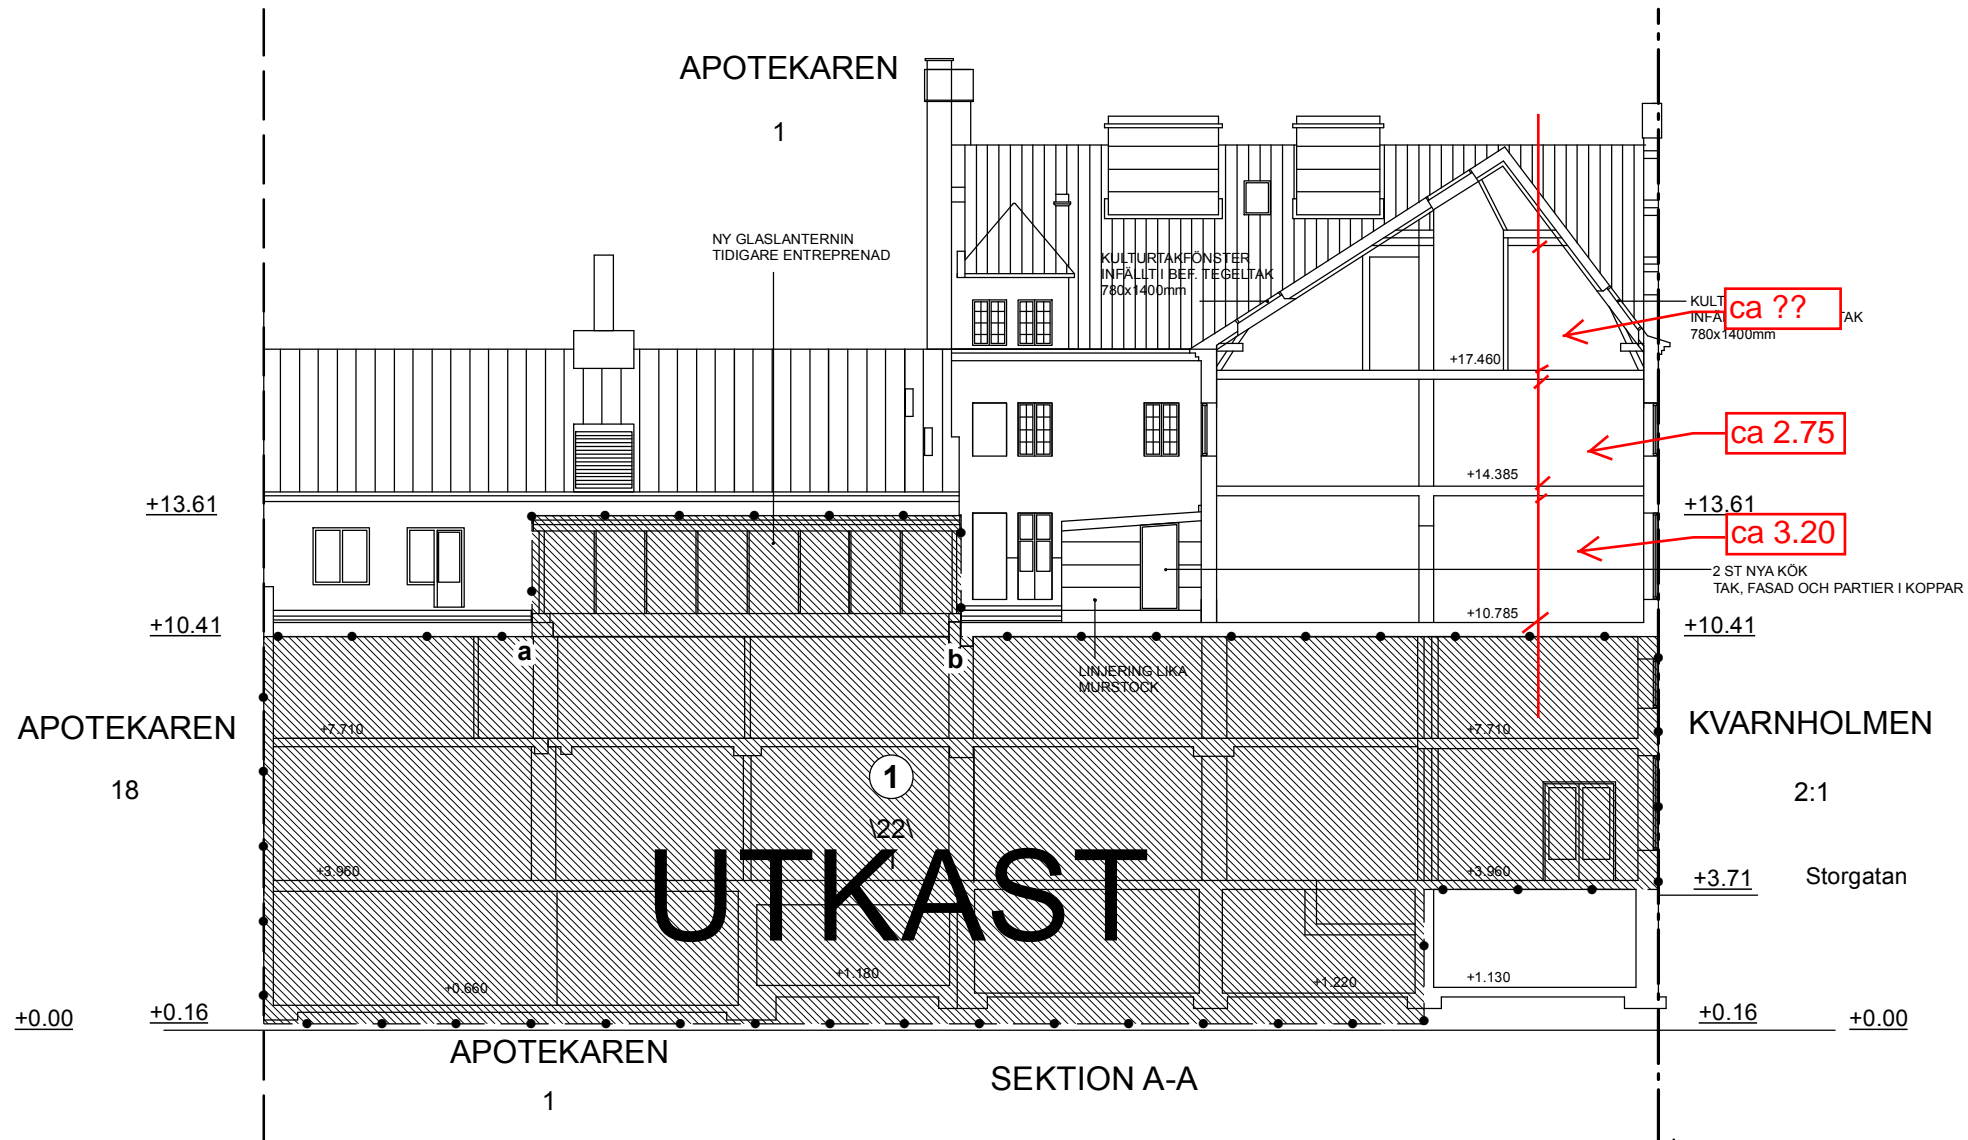 APOTEKAREN
1
NY GLASLANTERNIN
TIDIGARE ENTREPRENAD
KULTURTAKFÖNSTER
INFÄLLT I BEF. TEGELTAK
780x1400mm
KULT
INFÄ
TAK
780x1400mm
ca ??
+17.460
ca 2.75
+14.385
+13.61
+13.61
ca 3.20
2 ST NYA KÖK
TAK, FASAD OCH PARTIER I KOPPAR
+10.785
+10.41
+10.41
a
b
LINJERING LIKA
MURSTOCK
APOTEKAREN
18
+7.710
+7.710
KVARNHOLMEN
2:1
1
\22\
UTKAST
+3.960
+3.960
+3.71
Storgatan
+0.660
+1.180
+1.220
+1.130
+0.00
+0.16
+0.16
+0.00
APOTEKAREN
1
SEKTION A-A